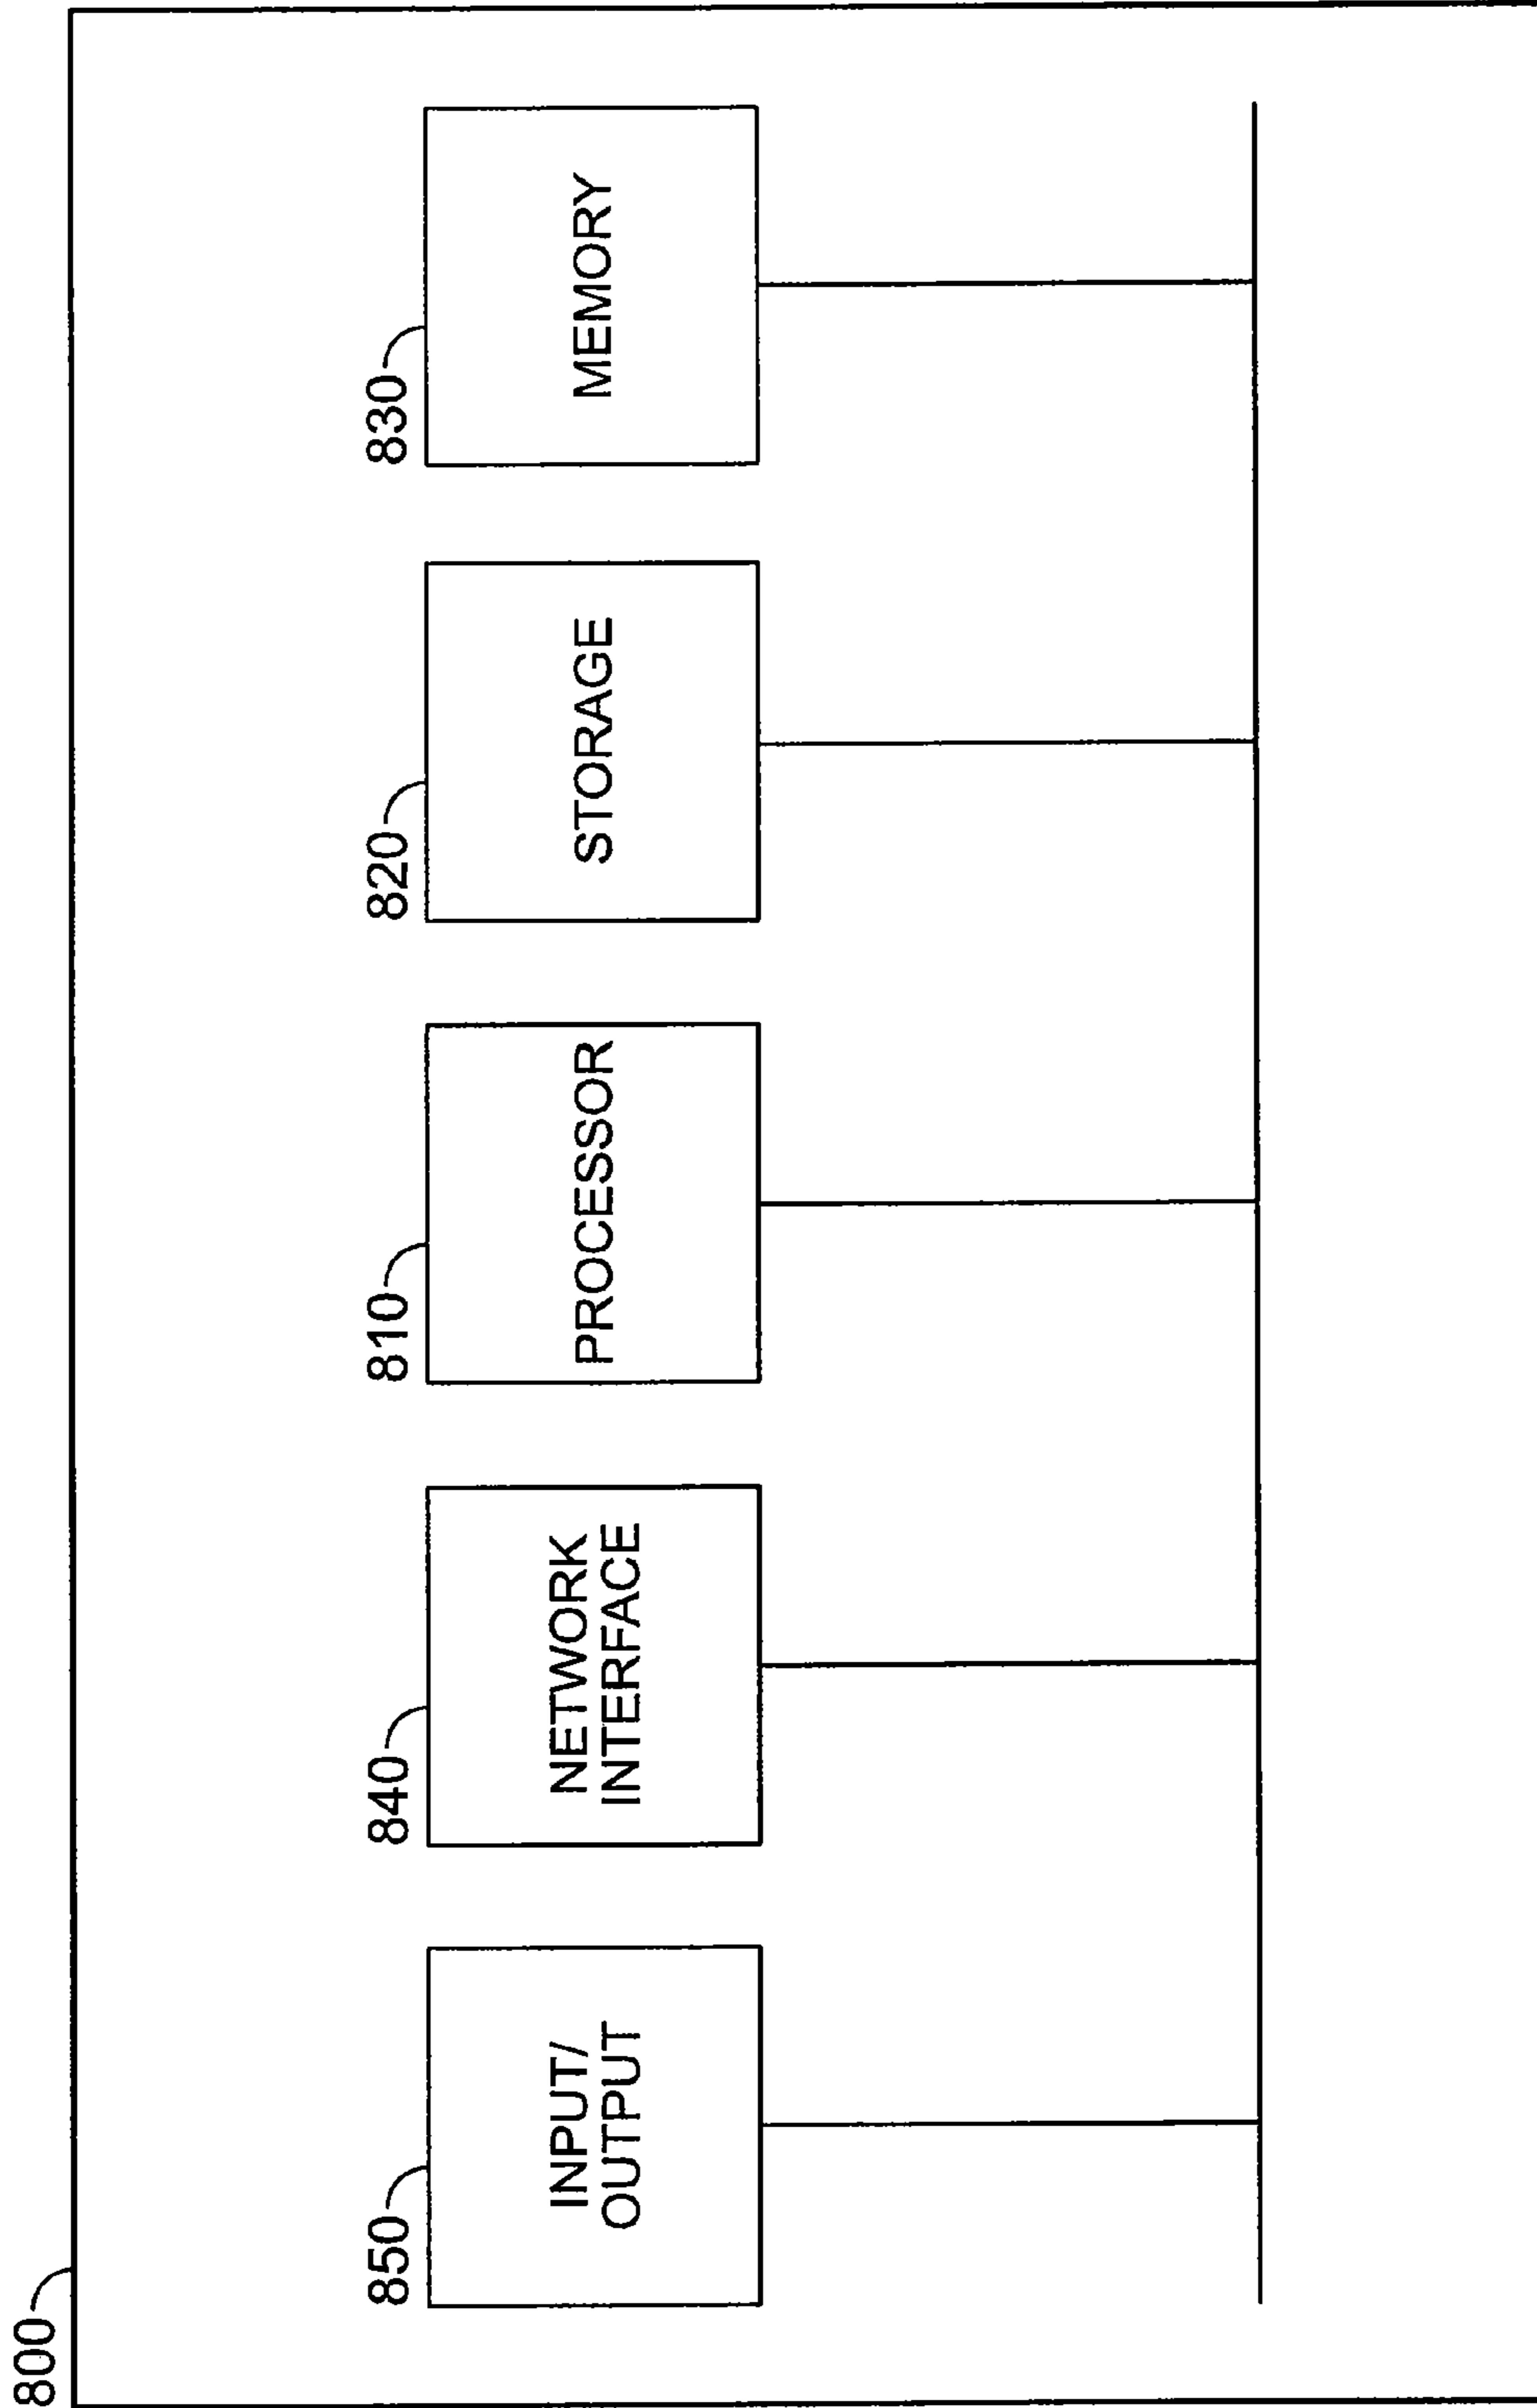 800
850
INPUT/
OUTPUT
840
NETWORK
INTERFACE
810
PROCESSOR
820
STORAGE
830
MEMORY